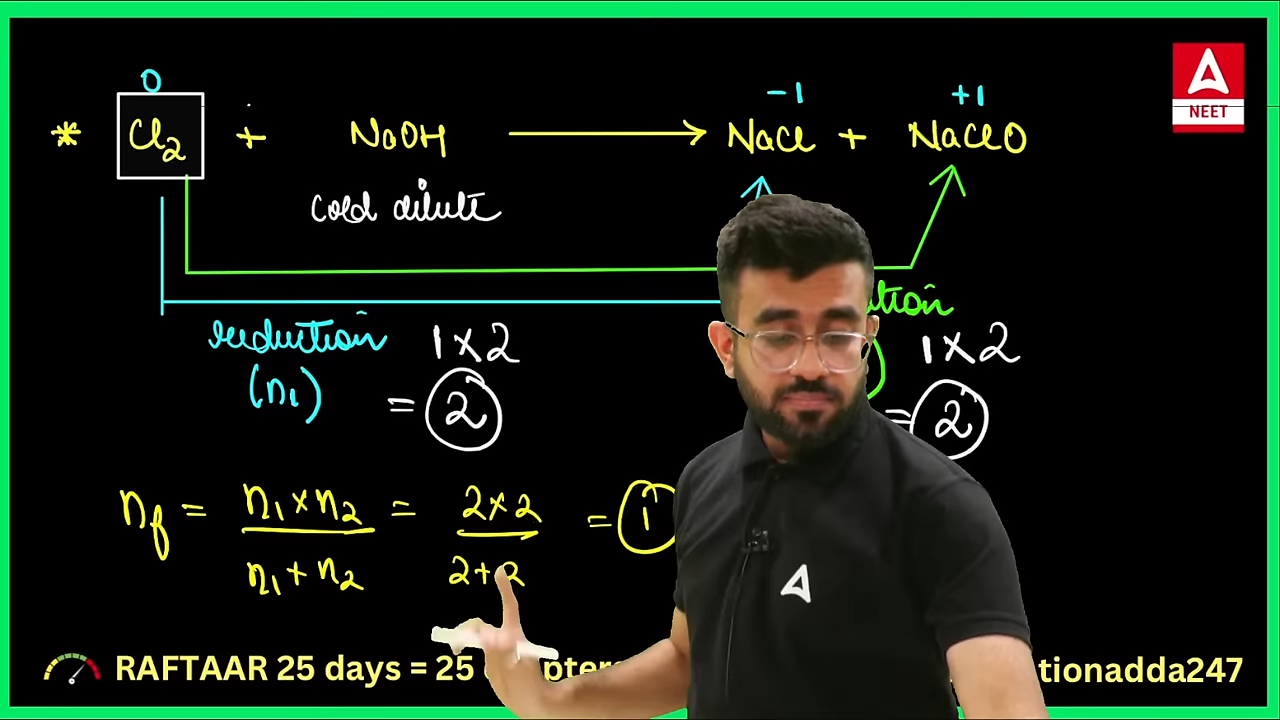 0 -1 +1
* Cl2 + NaOH → NaCl + NaClO
cold dilute
reduction
(n1)
1×2
= 2
1×2
= 2
nf = n1×n2 / n1+n2 = 2×2 / 2+2 = 1
NEET
RAFTAAR 25 days = 25